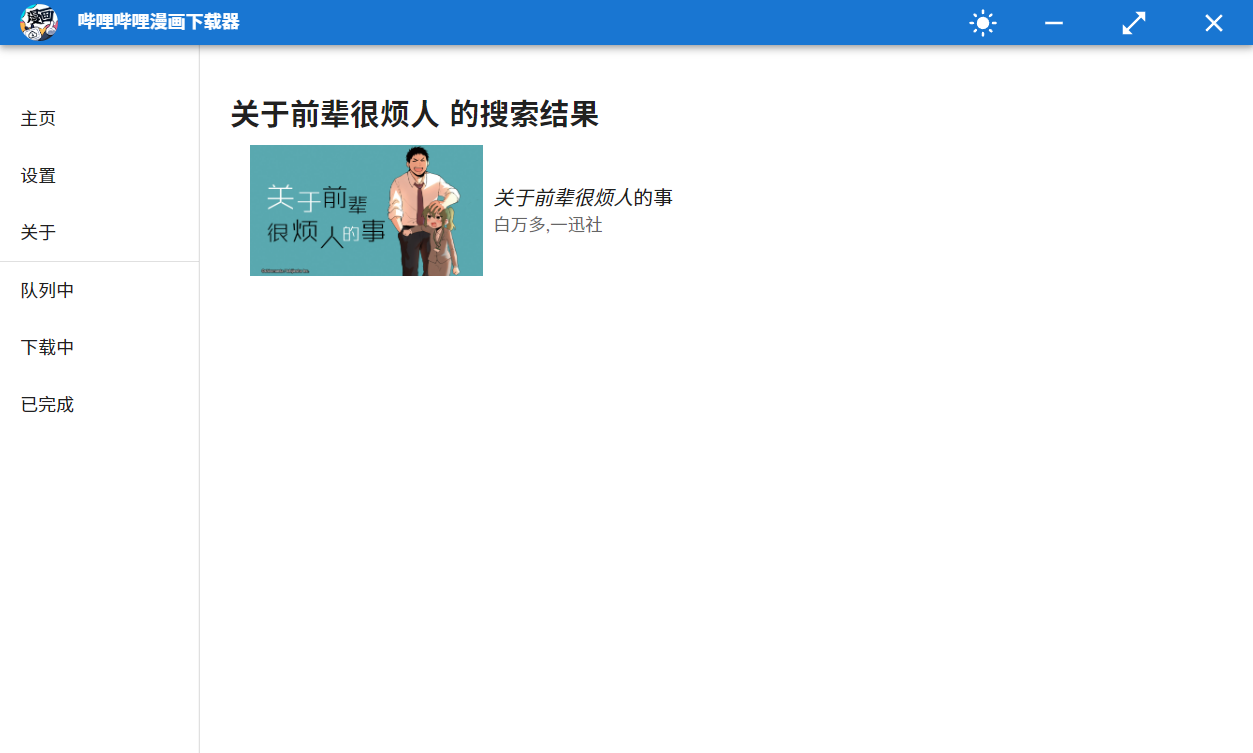 哔哩哔哩漫画下载器
主页
设置
关于
队列中
下载中
已完成
关于前辈很烦人 的搜索结果
关于前辈
很烦人的事
关于前辈很烦人的事
白万多,一迅社